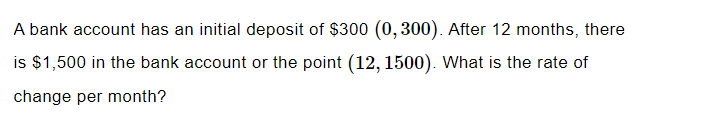 A bank account has an initial deposit of $300 (0, 300). After 12 months, there
is $1,500 in the bank account or the point (12, 1500). What is the rate of
change per month?